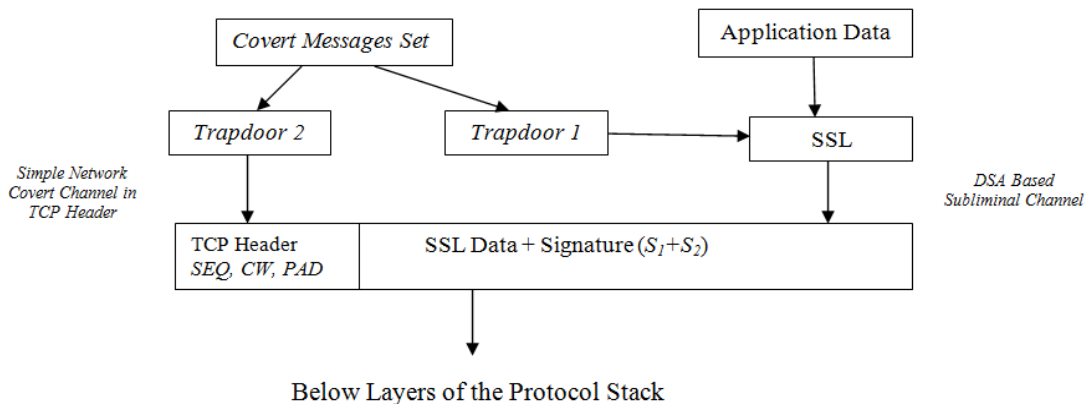 Covert Messages Set
Application Data
Trapdoor 2
Trapdoor 1
SSL
Simple Network
Covert Channel in
TCP Header
DSA Based
Subliminal Channel
TCP Header
SEQ, CW, PAD
SSL Data + Signature (S1+S2)
Below Layers of the Protocol Stack